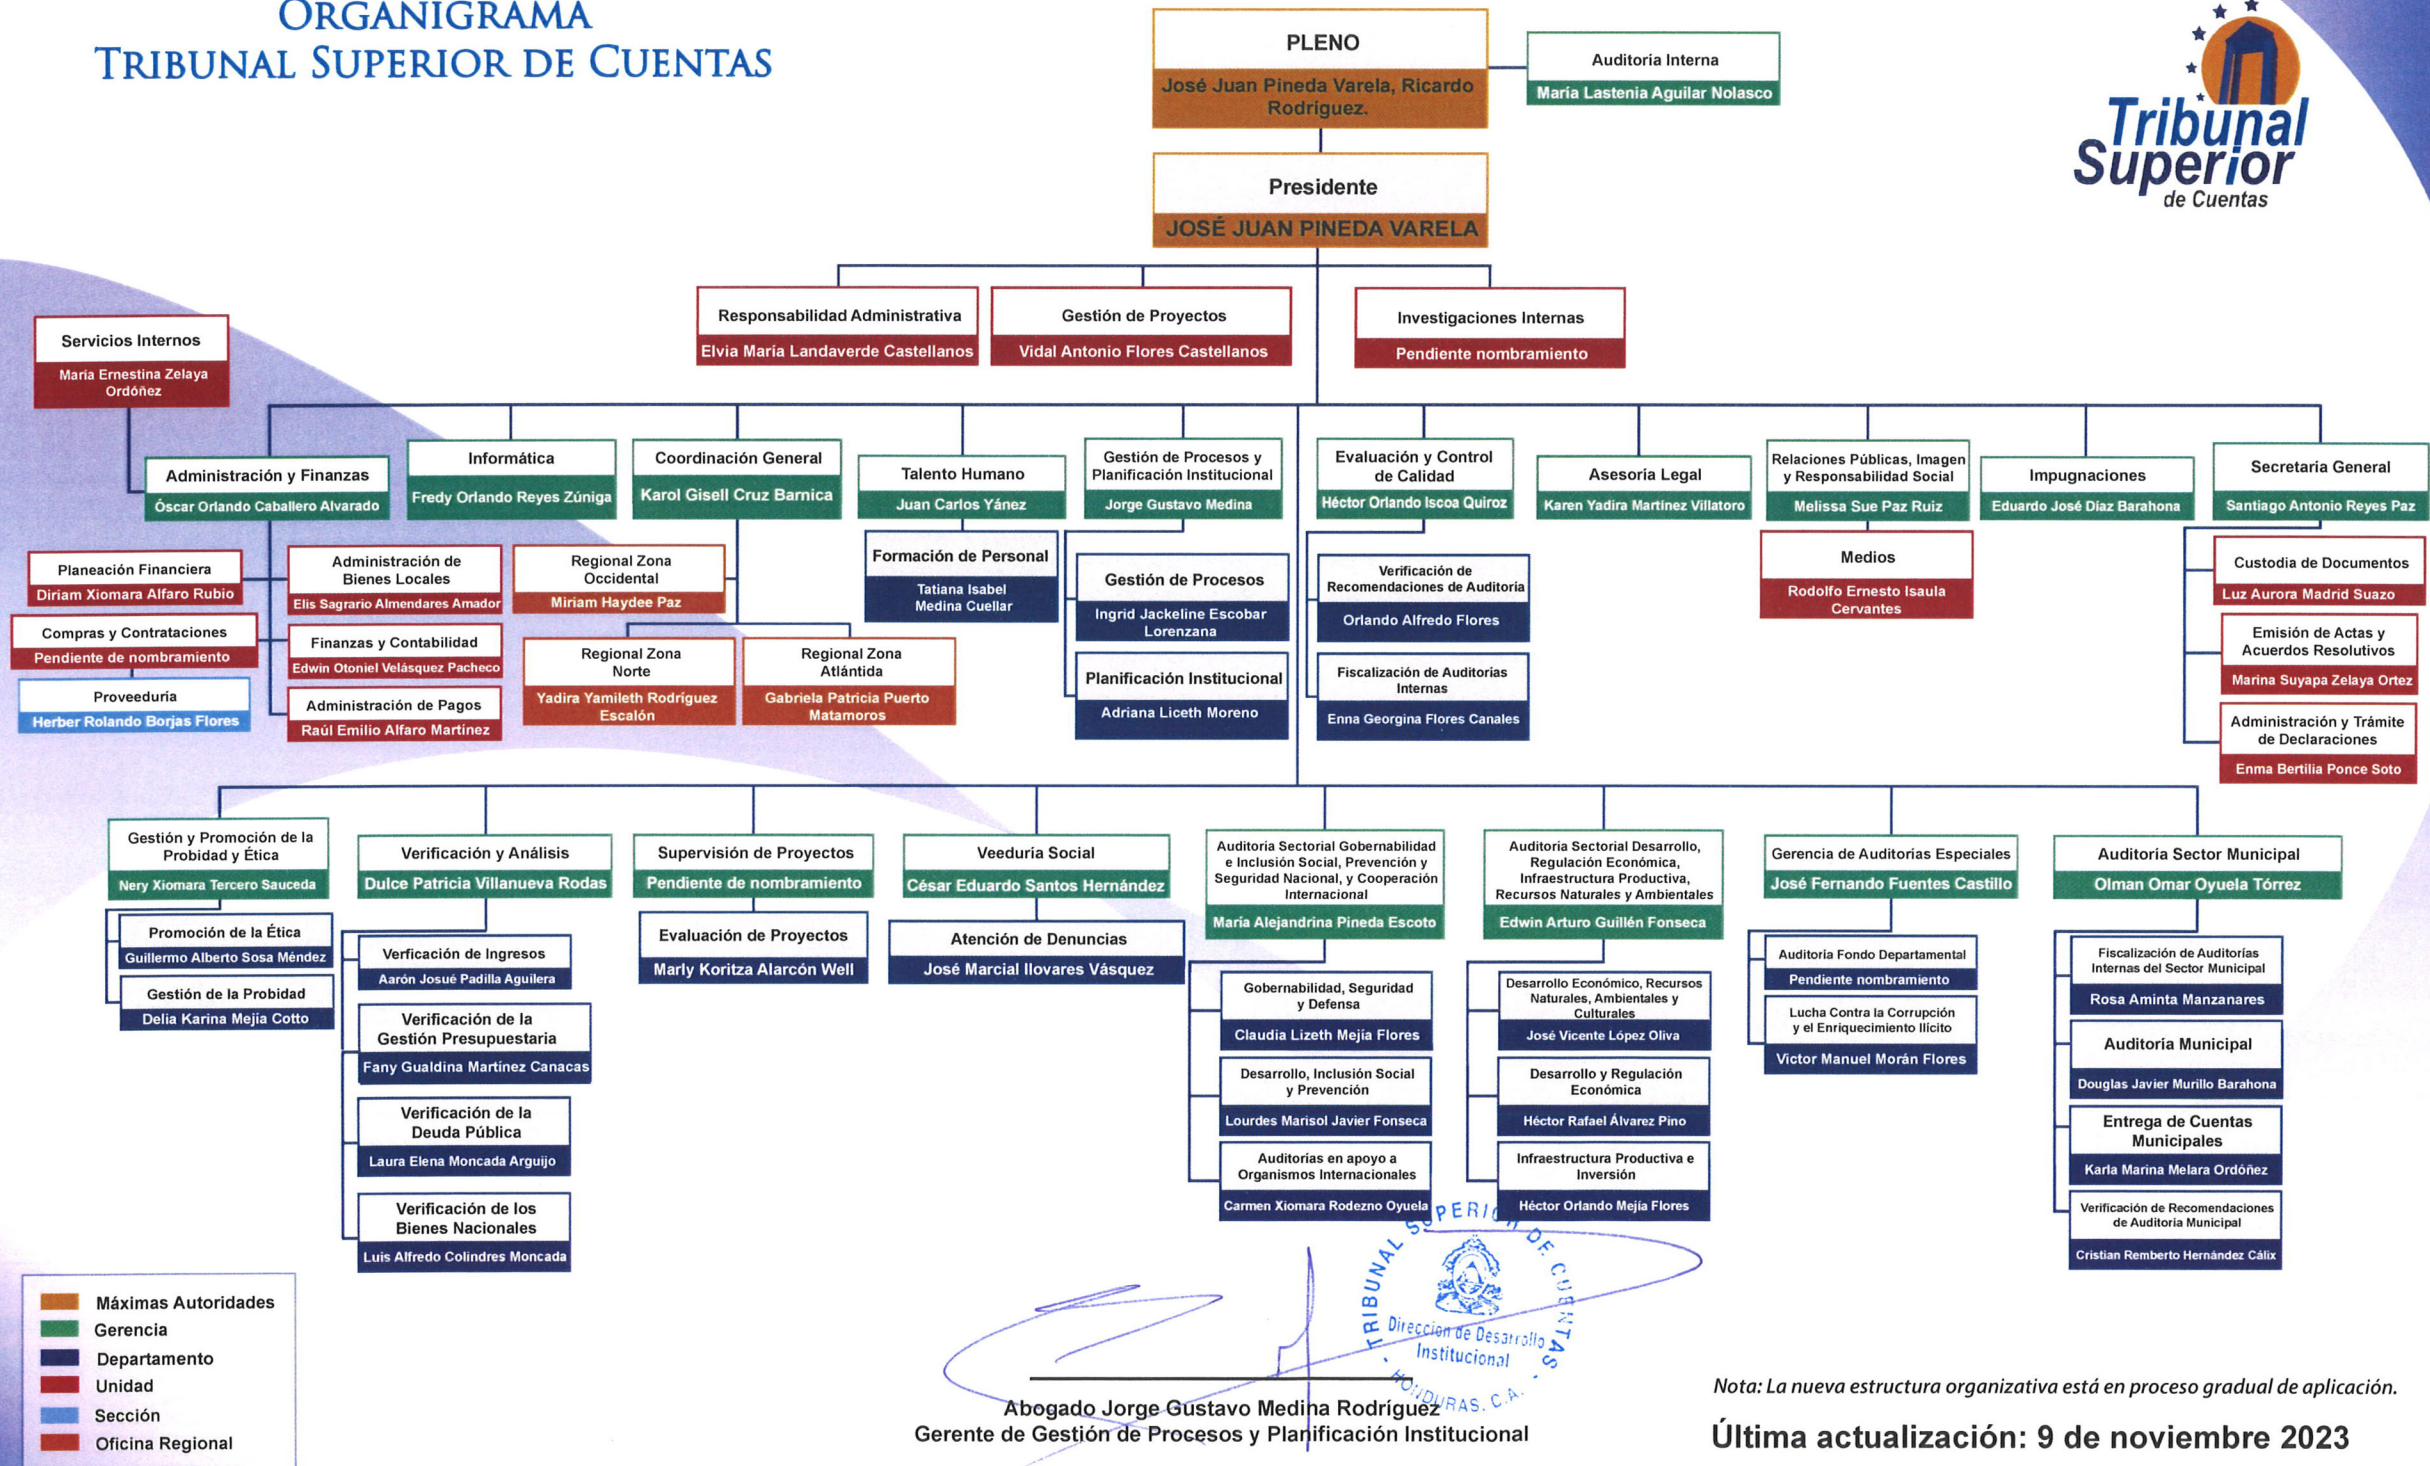 ORGANIGRAMA
TRIBUNAL SUPERIOR DE CUENTAS
PLENO
José Juan Pineda Varela, Ricardo
Rodríguez.
Auditoría Interna
María Lastenia Aguilar Nolasco
Tribunal
Superior
de Cuentas
Presidente
JOSÉ JUAN PINEDA VARELA
Responsabilidad Administrativa
Elvia María Landaverde Castellanos
Gestión de Proyectos
Vidal Antonio Flores Castellanos
Investigaciones Internas
Pendiente nombramiento
Servicios Internos
María Ernestina Zelaya
Ordóñez
Administración y Finanzas
Óscar Orlando Caballero Alvarado
Informática
Fredy Orlando Reyes Zúniga
Coordinación General
Karol Gisell Cruz Barnica
Talento Humano
Juan Carlos Yánez
Gestión de Procesos y
Planificación Institucional
Jorge Gustavo Medina
Evaluación y Control
de Calidad
Héctor Orlando Iscoa Quiroz
Asesoría Legal
Karen Yadira Martínez Villatoro
Relaciones Públicas, Imagen
y Responsabilidad Social
Melissa Sue Paz Ruiz
Impugnaciones
Eduardo José Díaz Barahona
Secretaria General
Santiago Antonio Reyes Paz
Planeación Financiera
Diriam Xiomara Alfaro Rubio
Compras y Contrataciones
Pendiente de nombramiento
Proveeduría
Herber Rolando Borjas Flores
Administración de
Bienes Locales
Elis Sagrario Almendares Amador
Finanzas y Contabilidad
Edwin Otoniel Velásquez Pacheco
Administración de Pagos
Raúl Emilio Alfaro Martínez
Regional Zona
Occidental
Miriam Haydee Paz
Regional Zona
Norte
Yadira Yamileth Rodríguez
Escalón
Regional Zona
Atlántida
Gabriela Patricia Puerto
Matamoros
Formación de Personal
Tatiana Isabel
Medina Cuellar
Gestión de Procesos
Ingrid Jackeline Escobar
Lorenzana
Planificación Institucional
Adriana Liceth Moreno
Verificación de
Recomendaciones de Auditoría
Orlando Alfredo Flores
Fiscalización de Auditorías
Internas
Enna Georgina Flores Canales
Medios
Rodolfo Ernesto Isaula
Cervantes
Custodia de Documentos
Luz Aurora Madrid Suazo
Emisión de Actas y
Acuerdos Resolutivos
Marina Suyapa Zelaya Ortez
Administración y Trámite
de Declaraciones
Enma Bertilia Ponce Soto
Gestión y Promoción de la
Probidad y Ética
Nery Xiomara Tercero Sauceda
Promoción de la Ética
Guillermo Alberto Sosa Méndez
Gestión de la Probidad
Delia Karina Mejía Cotto
Verificación y Análisis
Dulce Patricia Villanueva Rodas
Verficación de Ingresos
Aarón Josué Padilla Aguilera
Verificación de la
Gestión Presupuestaria
Fany Gualdina Martínez Canacas
Verificación de la
Deuda Pública
Laura Elena Moncada Arguijo
Verificación de los
Bienes Nacionales
Luis Alfredo Colindres Moncada
Supervisión de Proyectos
Pendiente de nombramiento
Evaluación de Proyectos
Marly Koritza Alarcón Well
Veeduría Social
César Eduardo Santos Hernández
Atención de Denuncias
José Marcial Ilovares Vásquez
Auditoría Sectorial Gobernabilidad
e Inclusión Social, Prevención y
Seguridad Nacional, y Cooperación
Internacional
María Alejandrina Pineda Escoto
Gobernabilidad, Seguridad
y Defensa
Claudia Lizeth Mejía Flores
Desarrollo, Inclusión Social
y Prevención
Lourdes Marisol Javier Fonseca
Auditorías en apoyo a
Organismos Internacionales
Carmen Xiomara Rodezno Oyuela
Auditoría Sectorial Desarrollo,
Regulación Económica,
Infraestructura Productiva,
Recursos Naturales y Ambientales
Edwin Arturo Guillén Fonseca
Desarrollo Económico, Recursos
Naturales, Ambientales y
Culturales
José Vicente López Oliva
Desarrollo y Regulación
Económica
Héctor Rafael Álvarez Pino
Infraestructura Productiva e
Inversión
Héctor Orlando Mejía Flores
Gerencia de Auditorías Especiales
José Fernando Fuentes Castillo
Auditoría Fondo Departamental
Pendiente nombramiento
Lucha Contra la Corrupción
y el Enriquecimiento Ilícito
Victor Manuel Morán Flores
Auditoría Sector Municipal
Olman Omar Oyuela Tórrez
Fiscalización de Auditorías
Internas del Sector Municipal
Rosa Aminta Manzanares
Auditoría Municipal
Douglas Javier Murillo Barahona
Entrega de Cuentas
Municipales
Karla Marina Melara Ordóñez
Verificación de Recomendaciones
de Auditoría Municipal
Cristian Remberto Hernández Cálix
Máximas Autoridades
Gerencia
Departamento
Unidad
Sección
Oficina Regional
TRIBUNAL SUPERIOR DE CUENTAS
Direccion de Desarrollo
Institucional
HONDURAS. C.A.
Abogado Jorge Gustavo Medina Rodríguez
Gerente de Gestión de Procesos y Planificación Institucional
Nota: La nueva estructura organizativa está en proceso gradual de aplicación.
Última actualización: 9 de noviembre 2023